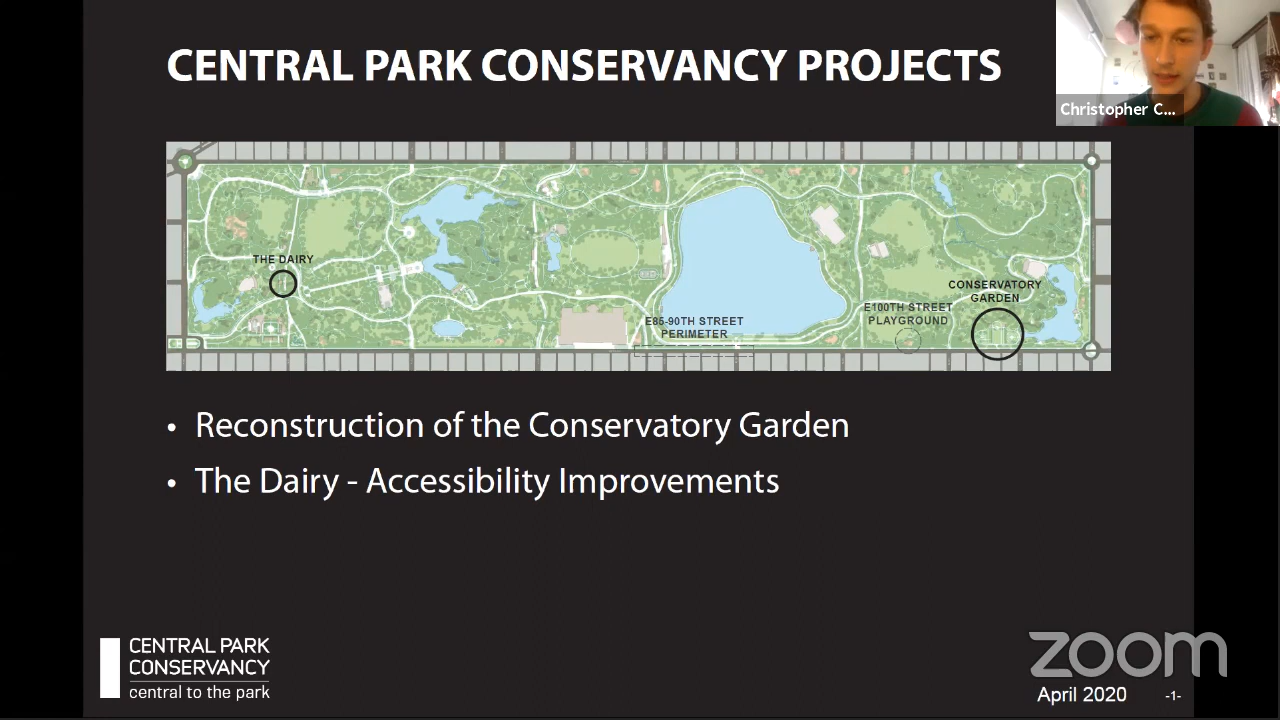 CENTRAL PARK CONSERVANCY PROJECTS
Christopher C...
THE DAIRY
CONSERVATORY
GARDEN
E100TH STREET
PLAYGROUND
E85-90TH STREET
PERIMETER
• Reconstruction of the Conservatory Garden
• The Dairy - Accessibility Improvements
CENTRAL PARK
CONSERVANCY
central to the park
zoom
April 2020 -1-